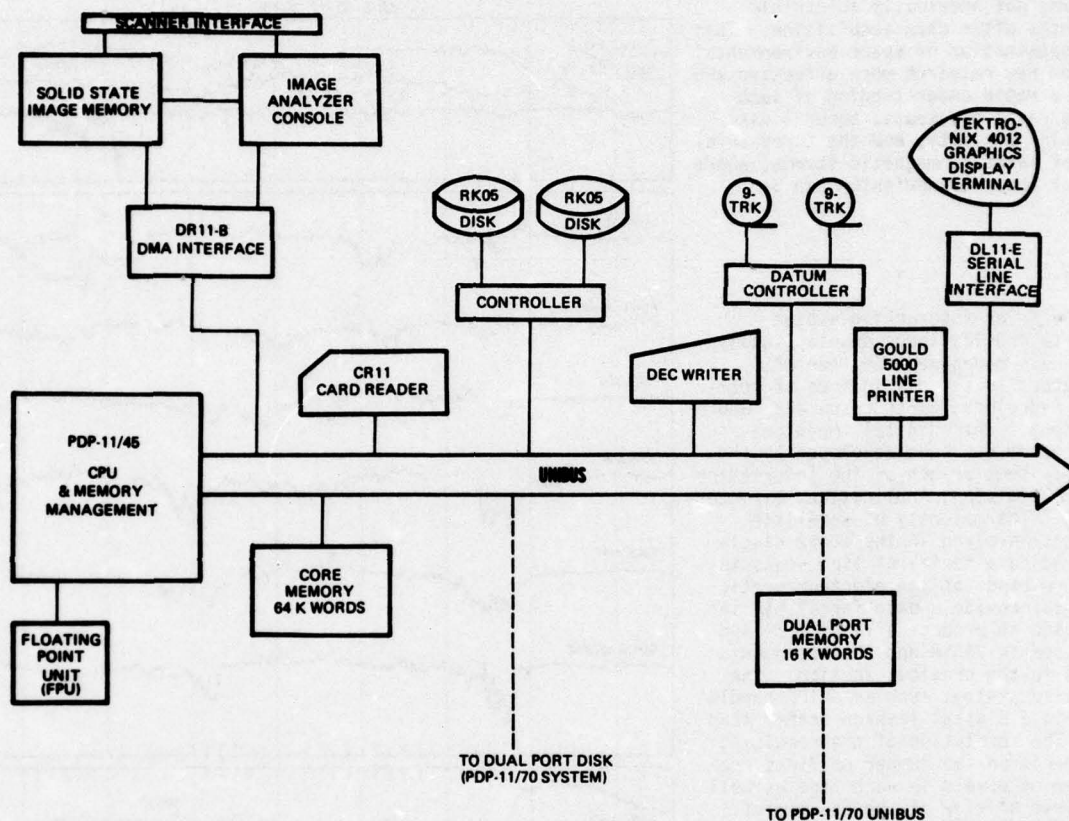 SCANNER INTERFACE
SOLID STATE
IMAGE MEMORY
IMAGE
ANALYZER
CONSOLE
TEKTRO-
NIX 4012
GRAPHICS
DISPLAY
TERMINAL
RK05
DISK
RK05
DISK
9-
TRK
9-
TRK
DR11-B
DMA INTERFACE
DL11-E
SERIAL
LINE
INTERFACE
CONTROLLER
DATUM
CONTROLLER
CR11
CARD READER
DEC WRITER
GOULD
5000
LINE
PRINTER
PDP-11/45
CPU
& MEMORY
MANAGEMENT
UNIBUS
CORE
MEMORY
64 K WORDS
DUAL PORT
MEMORY
16 K WORDS
FLOATING
POINT
UNIT
(FPU)
TO DUAL PORT DISK
(PDP-11/70 SYSTEM)
TO PDP-11/70 UNIBUS